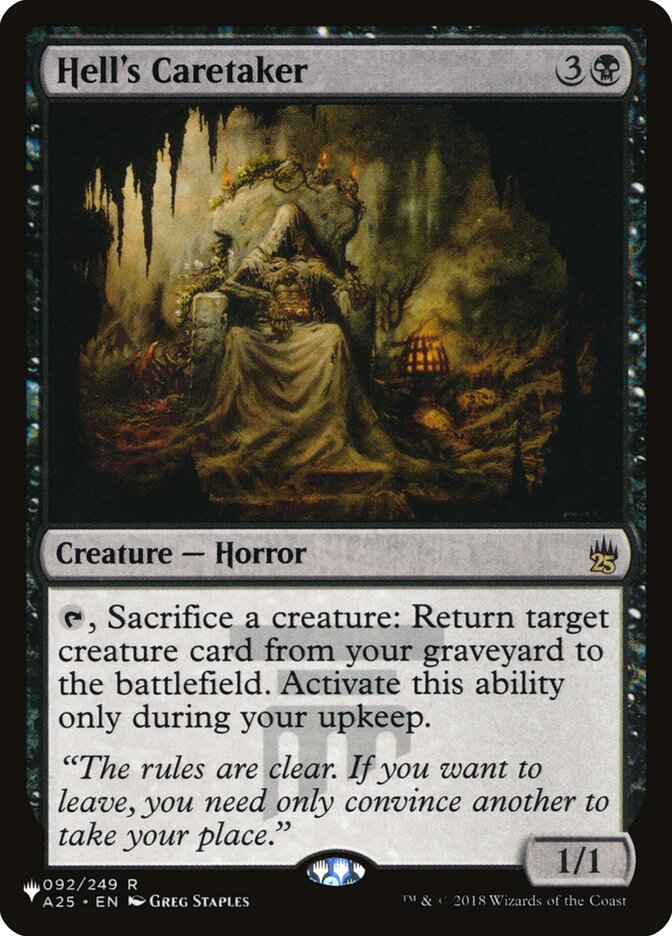 Hell's Caretaker 3
Creature — Horror
25
, Sacrifice a creature: Return target
creature card from your graveyard to
the battlefield. Activate this ability
only during your upkeep.
“The rules are clear. If you want to
leave, you need only convince another to
take your place.”
1/1
092/249 R
A25 • EN Greg Staples
™ & © 2018 Wizards of the Coast